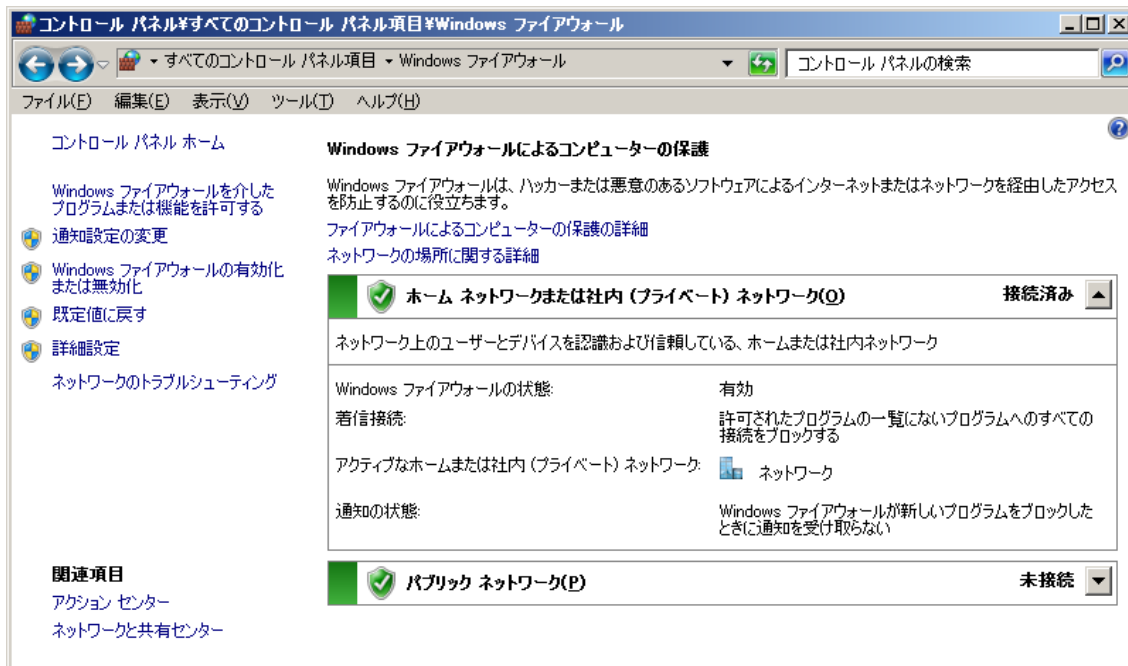 コントロール パネル¥すべてのコントロール パネル項目¥Windows ファイアウォール
すべてのコントロール パネル項目 Windows ファイアウォール
コントロール パネルの検索
ファイル(F) 編集(E) 表示(V) ツール(T) ヘルプ(H)
コントロール パネル ホーム
Windows ファイアウォールを介した
プログラムまたは機能を許可する
通知設定の変更
Windows ファイアウォールの有効化
または無効化
既定値に戻す
詳細設定
ネットワークのトラブルシューティング
関連項目
アクション センター
ネットワークと共有センター
Windows ファイアウォールによるコンピューターの保護
Windows ファイアウォールは、ハッカーまたは悪意のあるソフトウェアによるインターネットまたはネットワークを経由したアクセス
を防止するのに役立ちます。
ファイアウォールによるコンピューターの保護の詳細
ネットワークの場所に関する詳細
ホーム ネットワークまたは社内 (プライベート) ネットワーク(O) 接続済み
ネットワーク上のユーザーとデバイスを認識および信頼している、ホームまたは社内ネットワーク
Windows ファイアウォールの状態: 有効
着信接続: 許可されたプログラムの一覧にないプログラムへのすべての
接続をブロックする
アクティブなホームまたは社内 (プライベート) ネットワーク: ネットワーク
通知の状態: Windows ファイアウォールが新しいプログラムをブロックした
ときに通知を受け取らない
パブリック ネットワーク(P) 未接続